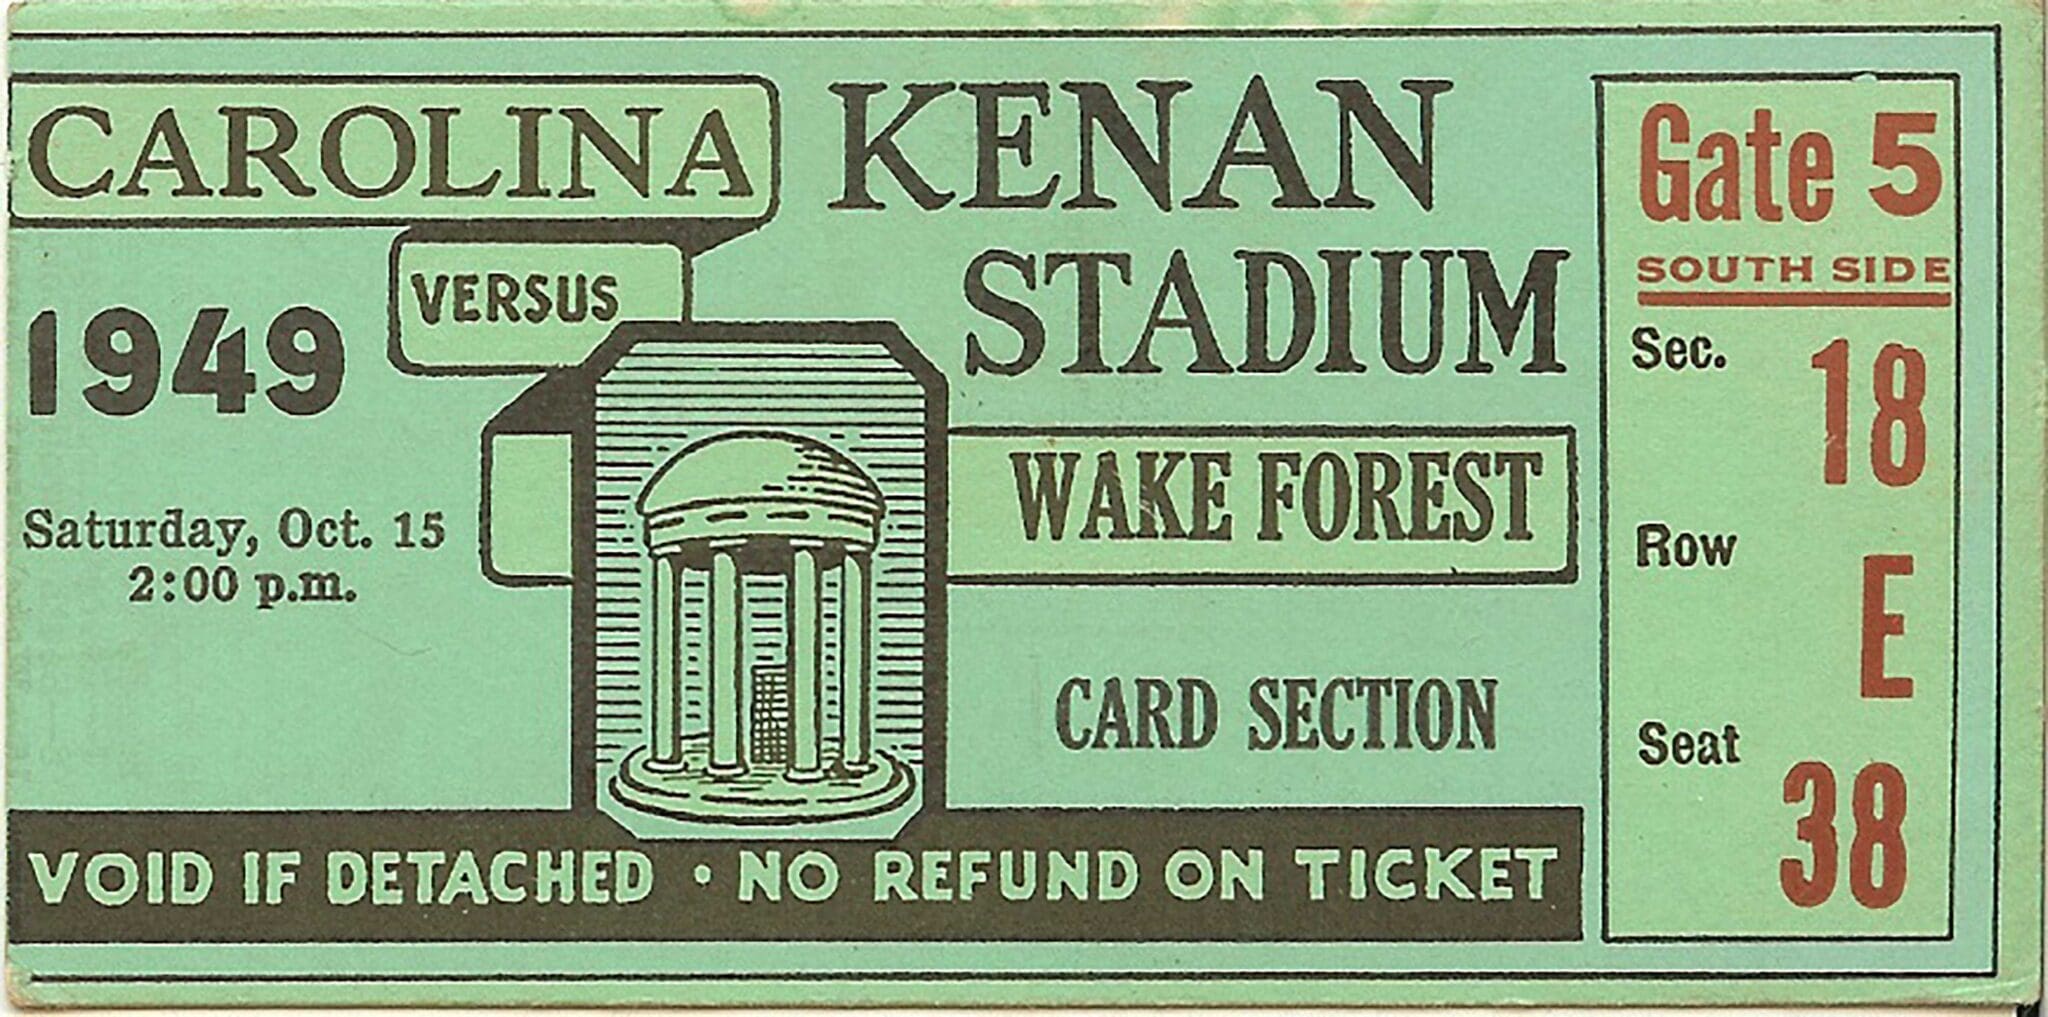 CAROLINA
VERSUS
1949
Saturday, Oct. 15
2:00 p.m.
KENAN
STADIUM
WAKE FOREST
CARD SECTION
VOID IF DETACHED • NO REFUND ON TICKET
Gate 5
SOUTH SIDE
Sec. 18
Row E
Seat 38